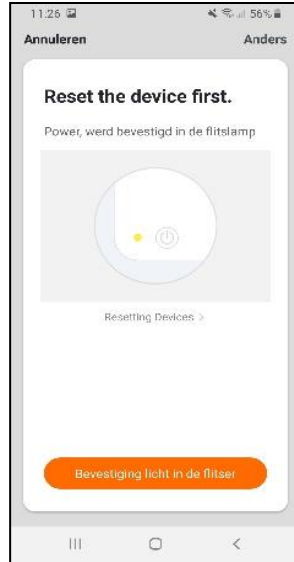 11.26 56%
Annuleren Anders
Reset the device first.
Power, werd bevestigd in de flitslamp
Resetting Devices >
Bevestiging licht in de flitser